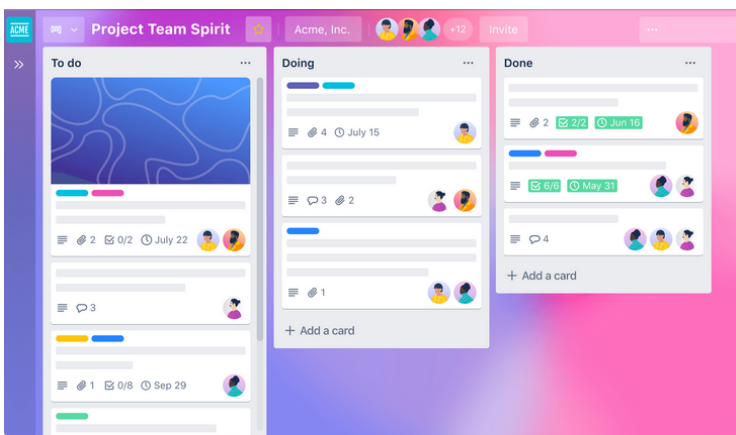 ACME
Project Team Spirit
Acme, Inc.
+12
Invite
...
To do ...
2 0/2 July 22
3
1 0/8 Sep 29
Doing ...
4 July 15
3 2
1
+ Add a card
Done ...
2 2/2 Jun 16
6/6 May 31
4
+ Add a card